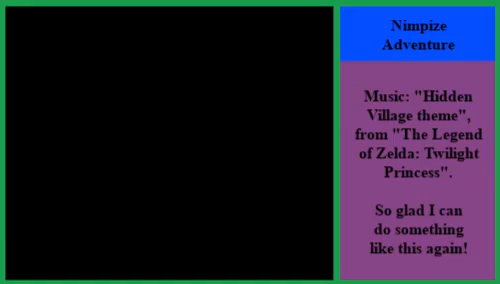 Nimpize
Adventure
Music: "Hidden
Village theme",
from "The Legend
of Zelda: Twilight
Princess".
So glad I can
do something
like this again!